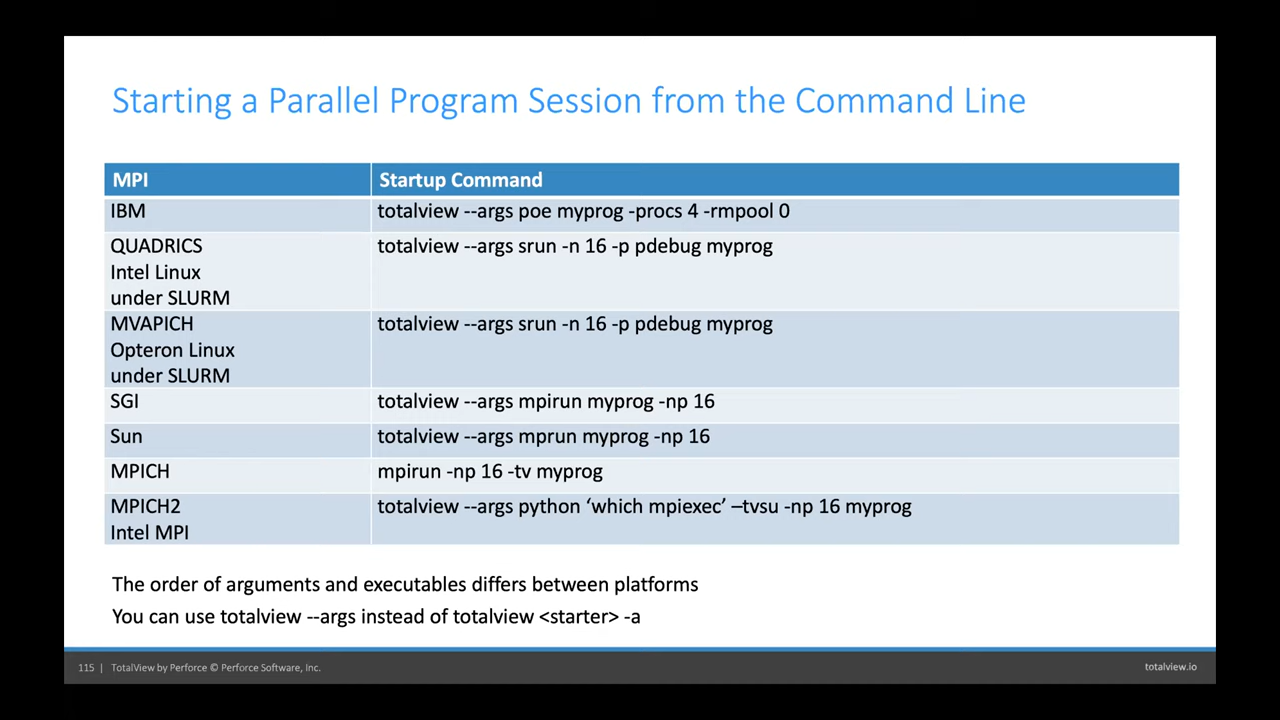 Starting a Parallel Program Session from the Command Line
MPI Startup Command
IBM totalview --args poe myprog -procs 4 -rmpool 0
QUADRICS totalview --args srun -n 16 -p pdebug myprog
Intel Linux
under SLURM
MVAPICH totalview --args srun -n 16 -p pdebug myprog
Opteron Linux
under SLURM
SGI totalview --args mpirun myprog -np 16
Sun totalview --args mprun myprog -np 16
MPICH mpirun -np 16 -tv myprog
MPICH2 totalview --args python ‘which mpiexec’ –tvsu -np 16 myprog
Intel MPI
The order of arguments and executables differs between platforms
You can use totalview --args instead of totalview <starter> -a
115 | TotalView by Perforce © Perforce Software, Inc. totalview.io